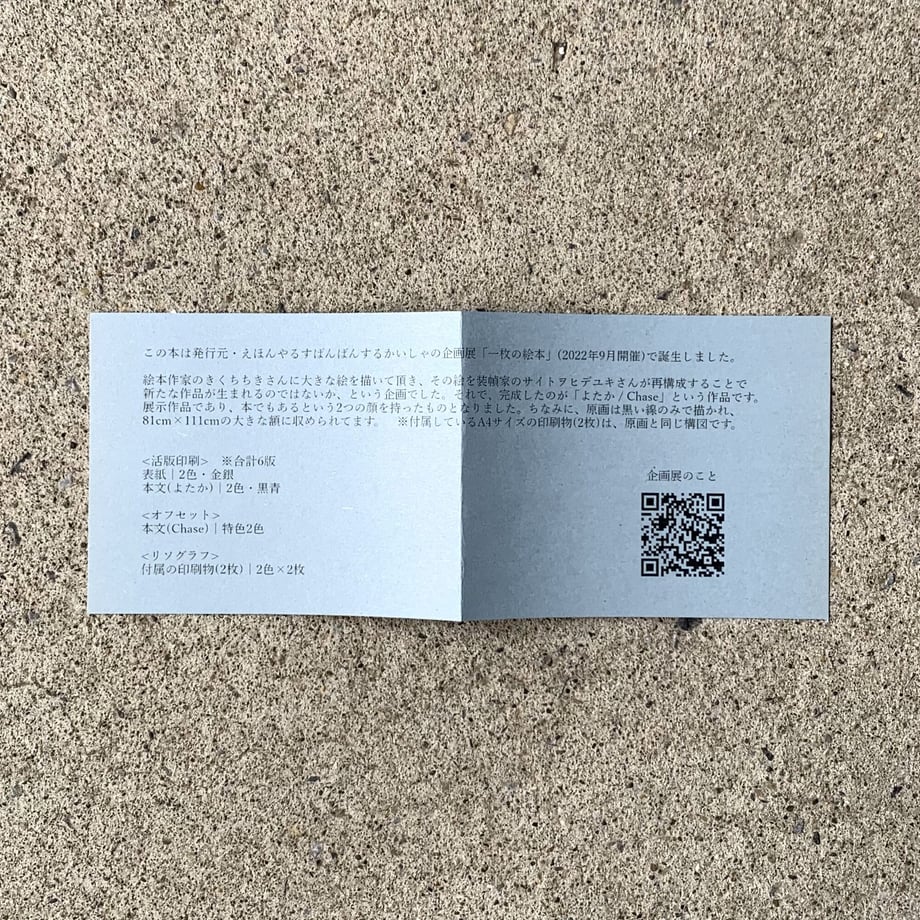 この本は発行元・えほんやるすばんばんするかいしゃの企画展「一枚の絵本」(2022年9月開催)で誕生しました。
絵本作家のきくちちきさんに大きな絵を描いて頂き、その絵を装幀家のサイトヲヒデユキさんが再構成することで
新たな作品が生まれるのではないか、という企画でした。それで、完成したのが「よたか / Chase」という作品です。
展示作品であり、本でもあるという2つの顔を持ったものとなりました。ちなみに、原画は黒い線のみで描かれ、
81cm×111cmの大きな額に収められてます。 ※付属しているA4サイズの印刷物(2枚)は、原画と同じ構図です。
<活版印刷> ※合計6版
表紙｜2色・金銀
本文(よたか)｜2色・黒青
<オフセット>
本文(Chase)｜特色2色
<リソグラフ>
付属の印刷物(2枚)｜2色×2枚
企画展のこと